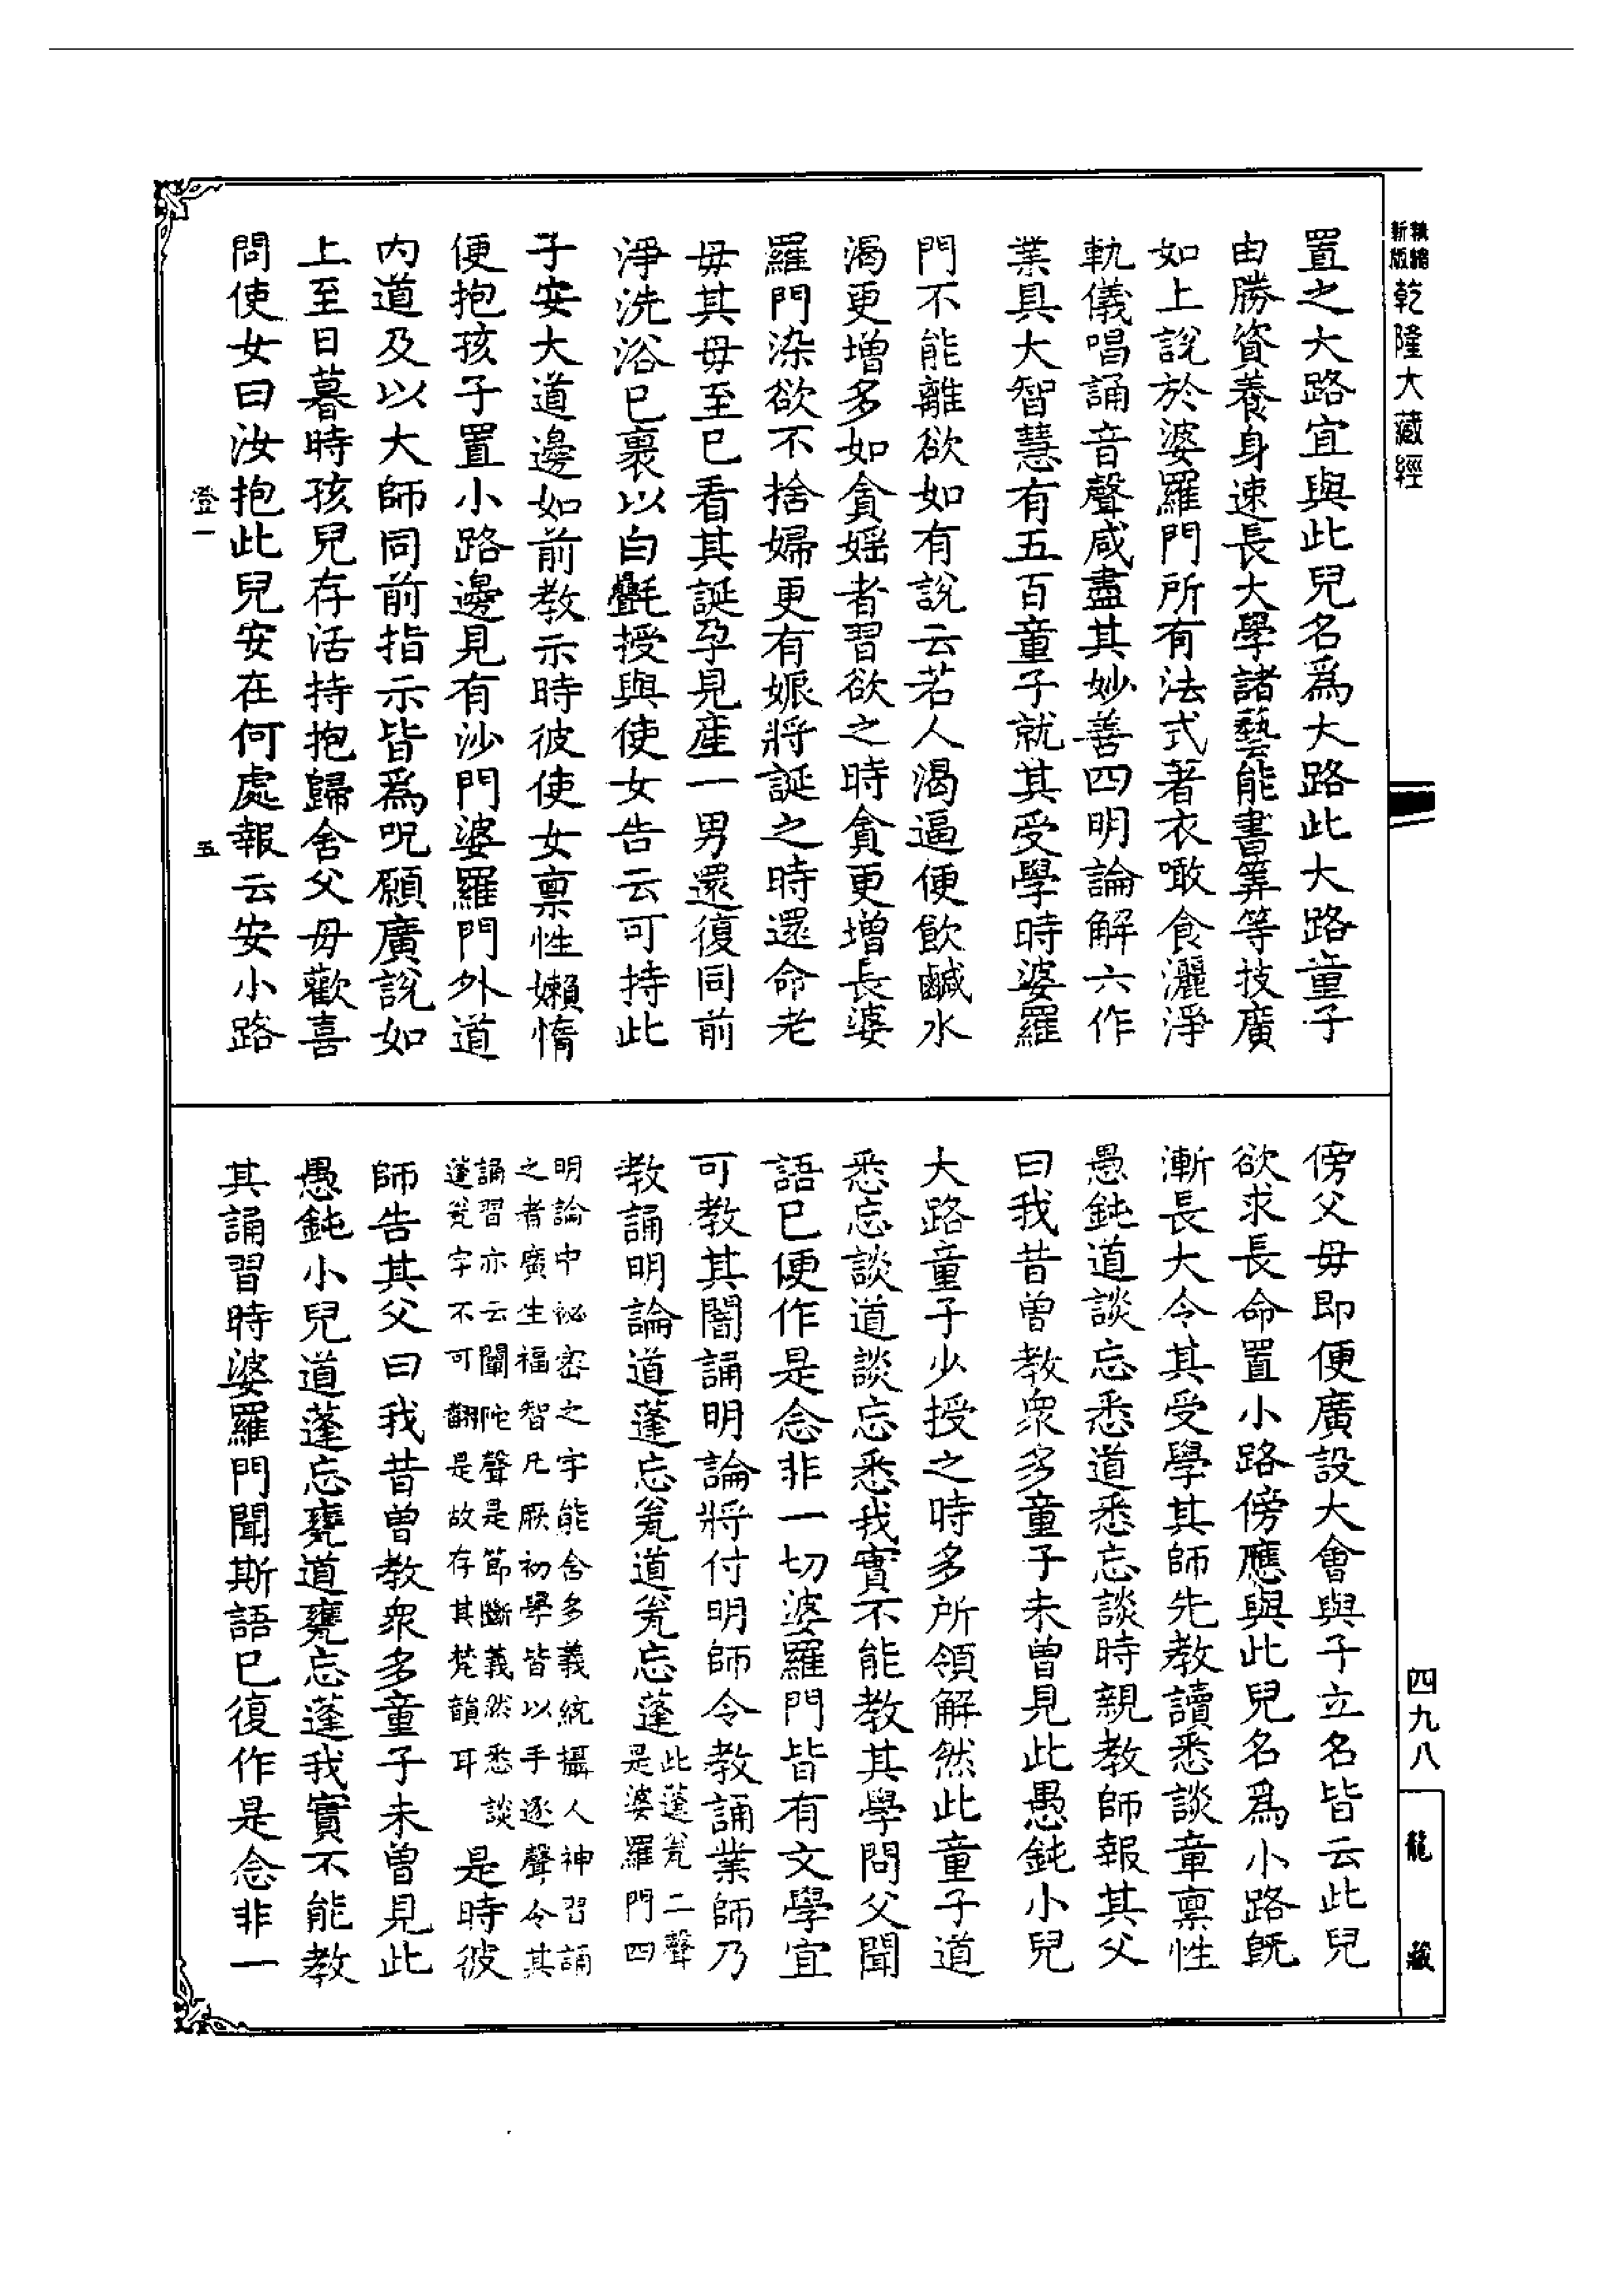 新版
乾隆大藏經
置之大路宜與此兒名爲大路此大路童子
由勝資養身速長大學諸藝能書筭等技廣
如上說於婆羅門所有法式著衣噉食灑淨
軌儀唱誦音聲咸盡其妙善四明論解六作
業具大智慧有五百童子就其受學時婆羅
門不能離欲如有說云若人渴逼便飲鹹水
渴更增多如貪婬者習欲之時貪更增長婆
羅門染欲不捨婦更有娠將誕之時還命老
母其母至已看其誕孕見產一男還復同前
淨洗浴已裹以白㲲授與使女告云可持此
子安大道邊如前教示時彼使女稟性嬾惰
便抱孩子置小路邊見有沙門婆羅門外道
內道及以大師同前指示皆爲呪願廣說如
上至日暮時孩兒存活持抱歸舍父母歡喜
問使女曰汝抱此兒安在何處報云安小路
登一
五
傍父母即便廣設大會與子立名皆云此兒
欲求長命置小路傍應與此兒名爲小路旣
漸長大令其受學其師先教讀悉談章稟性
愚鈍道談忘悉道悉忘談時親教師報其父
曰我昔曾教衆多童子未曾見此愚鈍小兒
大路童子少授之時多所領解然此童子道
悉忘談道談忘悉我實不能教其學問父聞
語已便作是念非一切婆羅門皆有文學宜
可教其闇誦明論將付明師令教誦業師乃
教誦明論道蓬忘瓮道瓮忘蓬此蓬瓮二聲是婆羅門四
明論中祕密之字能含多義統攝人神習誦
之者廣生福智凡厥初學皆以手逐聲令其
誦習亦云闡陀聲是節斷義然悉談
蓬瓮字不可翻是故存其梵韻耳是時彼
師告其父曰我昔曾教衆多童子未曾見此
愚鈍小兒道蓬忘甕道甕忘蓬我實不能教
其誦習時婆羅門聞斯語已復作是念非一
四九八
龍藏